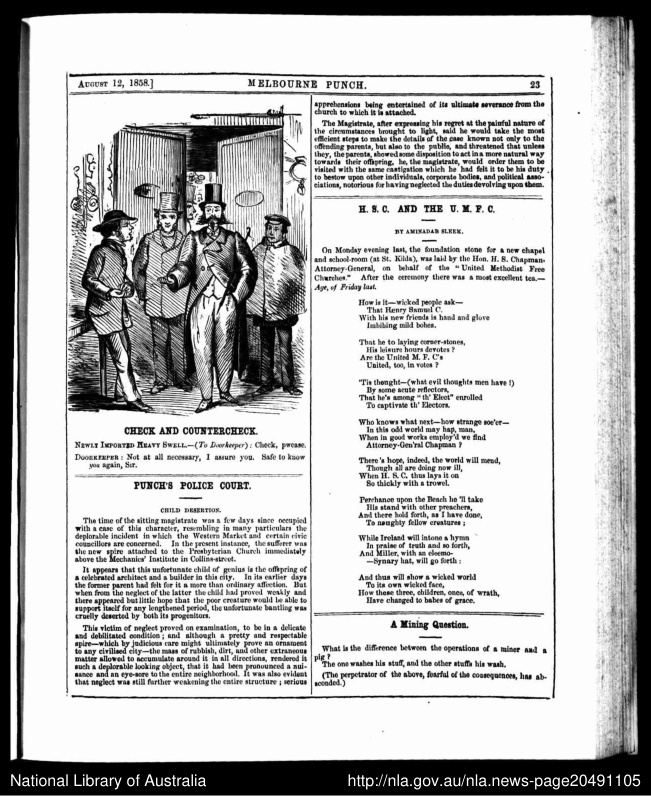 August 12, 1858.]
MELBOURNE PUNCH.
23
CHECK AND COUNTERCHECK.
Newly Imported Heavy Swell.—(To Doorkeeper): Check, pwease.
Doorkeeper: Not at all necessary, I assure you. Safe to know
you again, Sir.
PUNCH'S POLICE COURT.
CHILD DESERTION.
The time of the sitting magistrate was a few days since occupied
with a case of this character, resembling in many particulars the
deplorable incident in which the Western Market and certain civic
councillors are concerned. In the present instance, the sufferer was
the new spire attached to the Presbyterian Church immediately
above the Mechanics' Institute in Collins-street.
It appears that this unfortunate child of genius is the offspring of
a celebrated architect and a builder in this city. In its earlier days
the former parent had felt for it a more than ordinary affection. But
when from the neglect of the latter the child had proved weakly and
there appeared but little hope that the poor creature would be able to
support itself for any lengthened period, the unfortunate bantling was
cruelly deserted by both its progenitors.
This victim of neglect proved on examination, to be in a delicate
and debilitated condition; and although a pretty and respectable
spire—which by judicious care might ultimately prove an ornament
to any civilised city—the mass of rubbish, dirt, and other extraneous
matter allowed to accumulate around it in all directions, rendered it
such a deplorable looking object, that it had been pronounced a nui-
sance and an eye-sore to the entire neighborhood. It was also evident
that neglect was still further weakening the entire structure; serious
apprehensions being entertained of its ultimate severance from the
church to which it is attached.
The Magistrate, after expressing his regret at the painful nature of
the circumstances brought to light, said he would take the most
efficient steps to make the details of the case known not only to the
offending parents, but also to the public, and threatened that unless
they, the parents, showed some disposition to act in a more natural way
towards their offspring, he, the magistrate, would order them to be
visited with the same castigation which he had felt it to be his duty
to bestow upon other individuals, corporate bodies, and political asso-
ciations, notorious for having neglected the duties devolving upon them.
H. S. C. AND THE U. M. F. C.
BY AMINADAB SLEEK.
On Monday evening last, the foundation stone for a new chapel
and school-room (at St. Kilda), was laid by the Hon. H. S. Chapman-
Attorney-General, on behalf of the "United Methodist Free
Churches." After the ceremony there was a most excellent tea.—
Age, of Friday last.
How is it—wicked people ask—
That Henry Samuel C.
With his new friends is hand and glove
Imbibing mild bohea.
That he to laying corner-stones,
His leisure hours devotes?
Are the United M. F. C's
United, too, in votes?
'Tis thought—(what evil thoughts men have!)
By some acute reflectors,
That he's among "th' Elect" enrolled
To captivate th' Electors.
Who knows what next—how strange soe'er—
In this odd world may hap, man,
When in good works employ'd we find
Attorney-Gen'ral Chapman?
There's hope, indeed, the world will mend,
Though all are doing now ill,
When H. S. C. thus lays it on
So thickly with a trowel.
Perchance upon the Beach he'll take
His stand with other preachers,
And there hold forth, as I have done,
To naughty fellow creatures;
While Ireland will intone a hymn
In praise of truth and so forth,
And Miller, with an eleemo-
—Synary hat, will go forth:
And thus will show a wicked world
To its own wicked face,
How these three, children, once, of wrath,
Have changed to babes of grace.
A Mining Question.
What is the difference between the operations of a miner and a
pig?
The one washes his stuff, and the other stuffs his wash.
(The perpetrator of the above, fearful of the consequences, has ab-
sconded.)
National Library of Australia
http://nla.gov.au/nla.news-page20491105